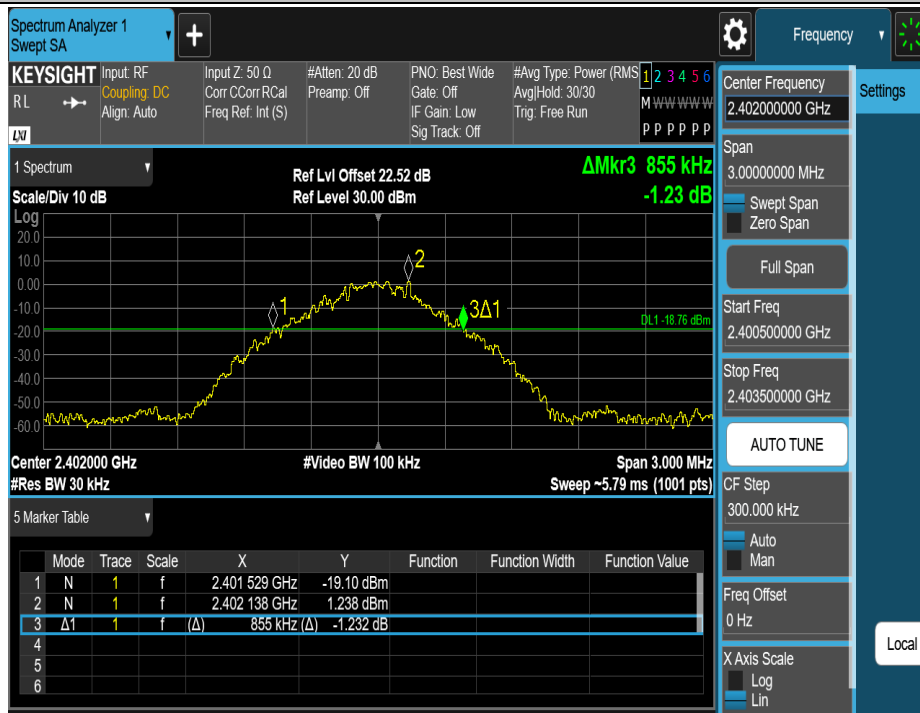 Spectrum Analyzer 1
Swept SA
+
Frequency
KEYSIGHT
RL
LXI
Input: RF
Coupling: DC
Align: Auto
Input Z: 50 Ω
Corr CCorr RCal
Freq Ref: Int (S)
#Atten: 20 dB
Preamp: Off
PNO: Best Wide
Gate: Off
IF Gain: Low
Sig Track: Off
#Avg Type: Power (RMS
Avg|Hold: 30/30
Trig: Free Run
1 2 3 4 5 6
M W W W W W
P P P P P P
1 Spectrum
Scale/Div 10 dB
Ref Lvl Offset 22.52 dB
Ref Level 30.00 dBm
ΔMkr3 855 kHz
-1.23 dB
Log
20.0
10.0
0.00
-10.0
-20.0
-30.0
-40.0
-50.0
-60.0
1
2
3Δ1
DL1 -18.76 dBm
Center 2.402000 GHz
#Video BW 100 kHz
Span 3.000 MHz
#Res BW 30 kHz
Sweep ~5.79 ms (1001 pts)
5 Marker Table
Mode Trace Scale X Y Function Function Width Function Value
1 N 1 f 2.401 529 GHz -19.10 dBm
2 N 1 f 2.402 138 GHz 1.238 dBm
3 Δ1 1 f (Δ) 855 kHz (Δ) -1.232 dB
4
5
6
Center Frequency
2.402000000 GHz
Span
3.00000000 MHz
Swept Span
Zero Span
Full Span
Start Freq
2.400500000 GHz
Stop Freq
2.403500000 GHz
AUTO TUNE
CF Step
300.000 kHz
Auto
Man
Freq Offset
0 Hz
X Axis Scale
Log
Lin
Settings
Local